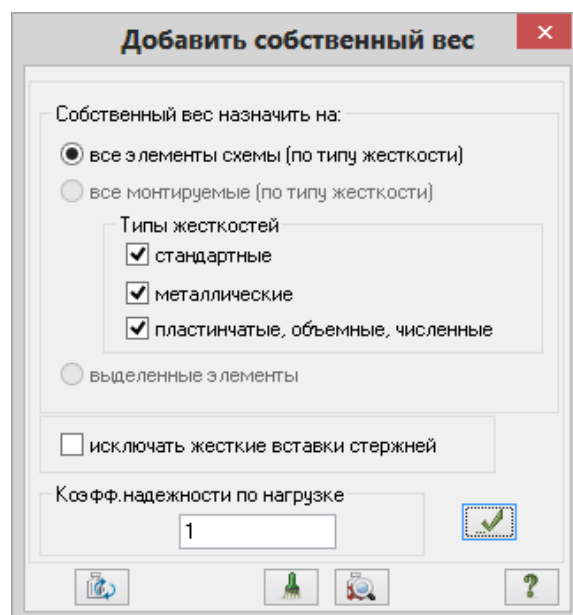 Добавить собственный вес
Собственный вес назначить на:
все элементы схемы (по типу жесткости)
все монтируемые (по типу жесткости)
Типы жесткостей
стандартные
металлические
пластинчатые, объемные, численные
выделенные элементы
исключать жесткие вставки стержней
Коэфф.надежности по нагрузке
1
?